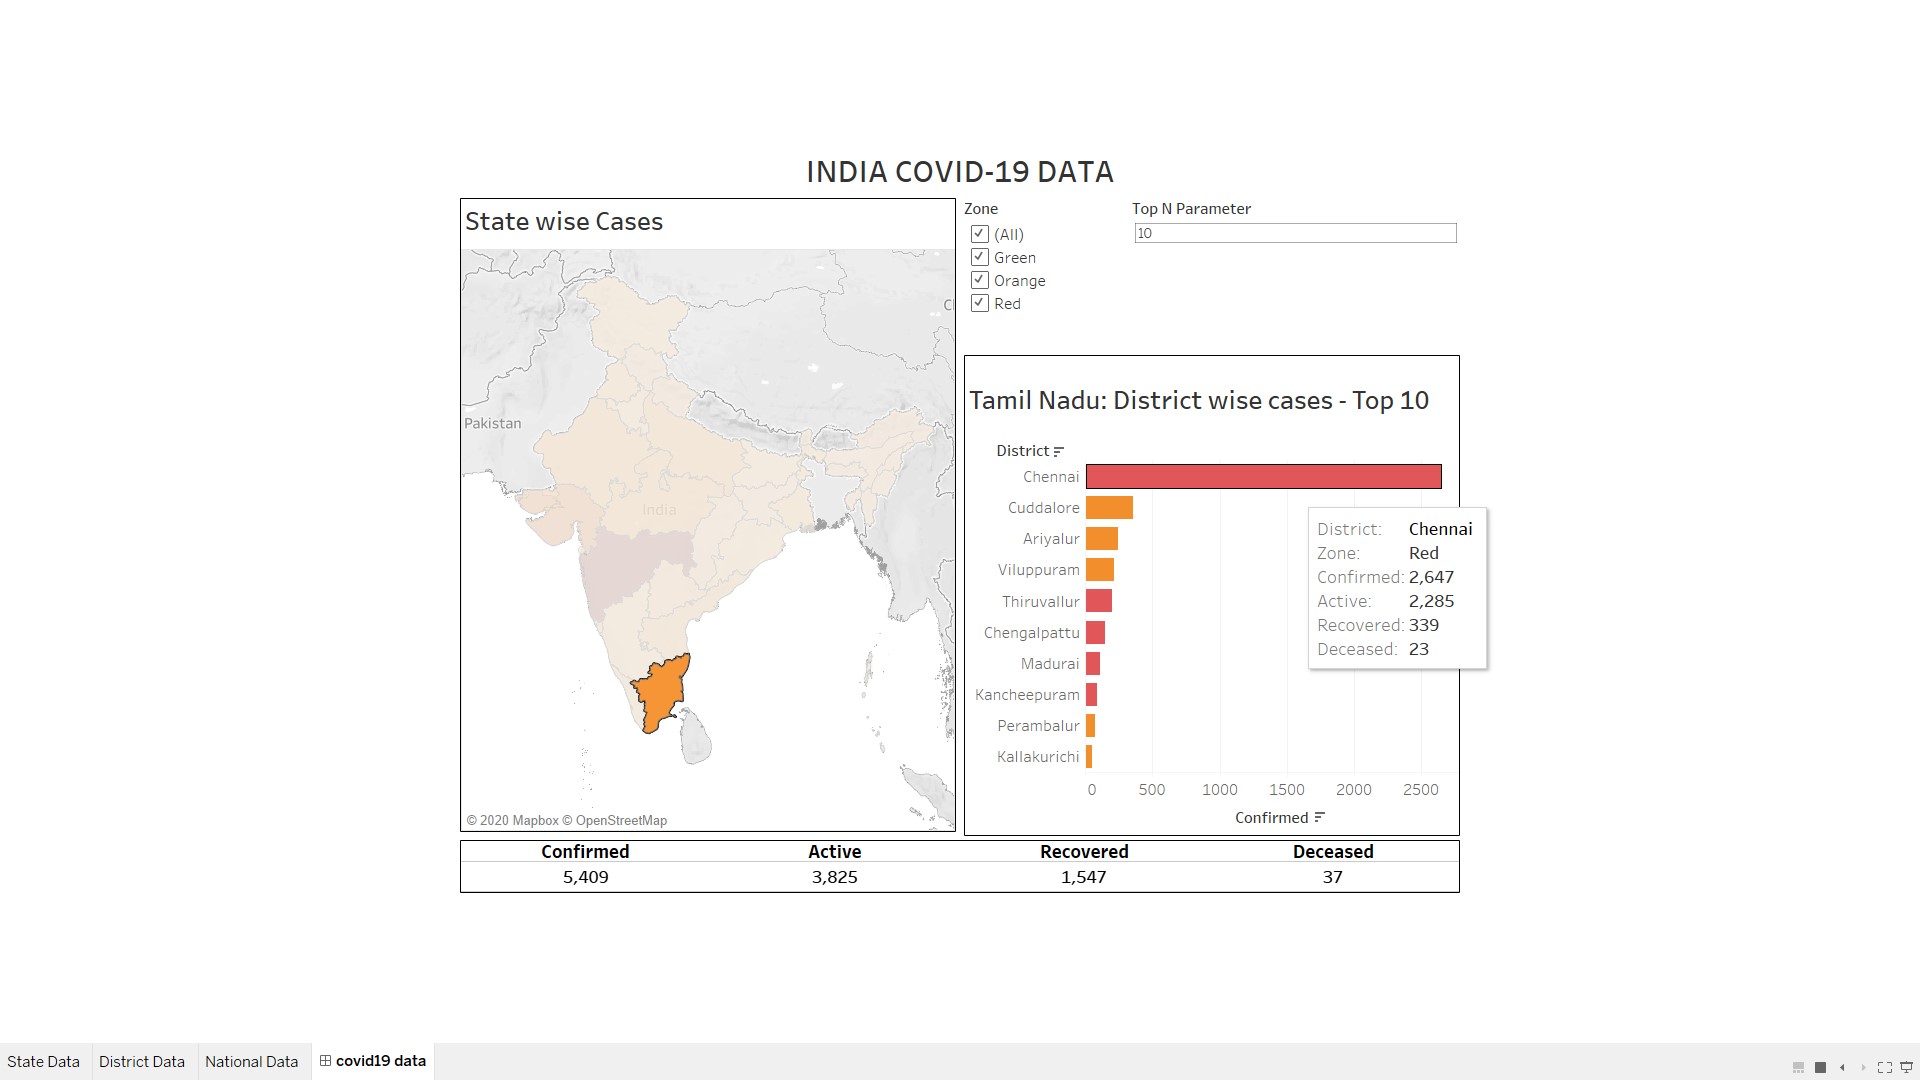 INDIA COVID-19 DATA
State wise Cases
Pakistan
India
© 2020 Mapbox © OpenStreetMap
Zone
(All)
Green
Orange
Red
Top N Parameter
10
Tamil Nadu: District wise cases - Top 10
District
Chennai
Cuddalore
Ariyalur
Viluppuram
Thiruvallur
Chengalpattu
Madurai
Kancheepuram
Perambalur
Kallakurichi
0 500 1000 1500 2000 2500
Confirmed
District: Chennai
Zone: Red
Confirmed: 2,647
Active: 2,285
Recovered: 339
Deceased: 23
Confirmed Active Recovered Deceased
5,409 3,825 1,547 37
State Data District Data National Data covid19 data